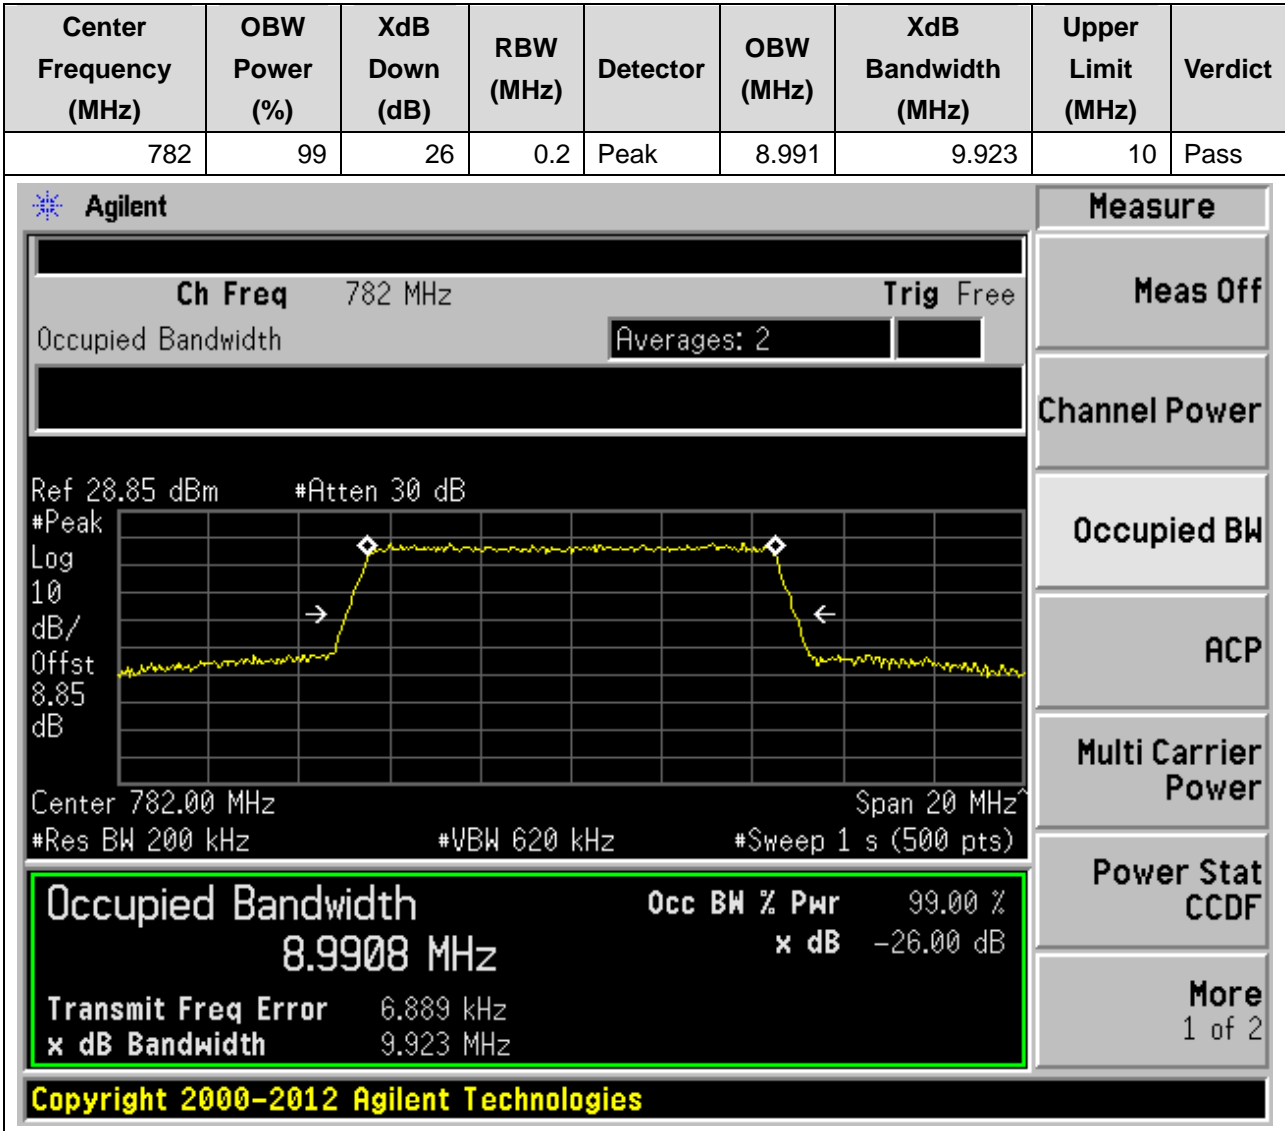 Center Frequency (MHz) OBW Power (%) XdB Down (dB) RBW (MHz) Detector OBW (MHz) XdB Bandwidth (MHz) Upper Limit (MHz) Verdict
782 99 26 0.2 Peak 8.991 9.923 10 Pass
Agilent
Measure
Ch Freq 782 MHz Trig Free
Meas Off
Occupied Bandwidth Averages: 2
Channel Power
Ref 28.85 dBm #Atten 30 dB
#Peak
Log
10
dB/
Offst
8.85
dB
Occupied BW
ACP
Multi Carrier
Power
Center 782.00 MHz Span 20 MHz^
#Res BW 200 kHz #VBW 620 kHz #Sweep 1 s (500 pts)
Power Stat
CCDF
Occupied Bandwidth Occ BW % Pwr 99.00 %
8.9908 MHz x dB -26.00 dB
More
1 of 2
Transmit Freq Error 6.889 kHz
x dB Bandwidth 9.923 MHz
Copyright 2000-2012 Agilent Technologies